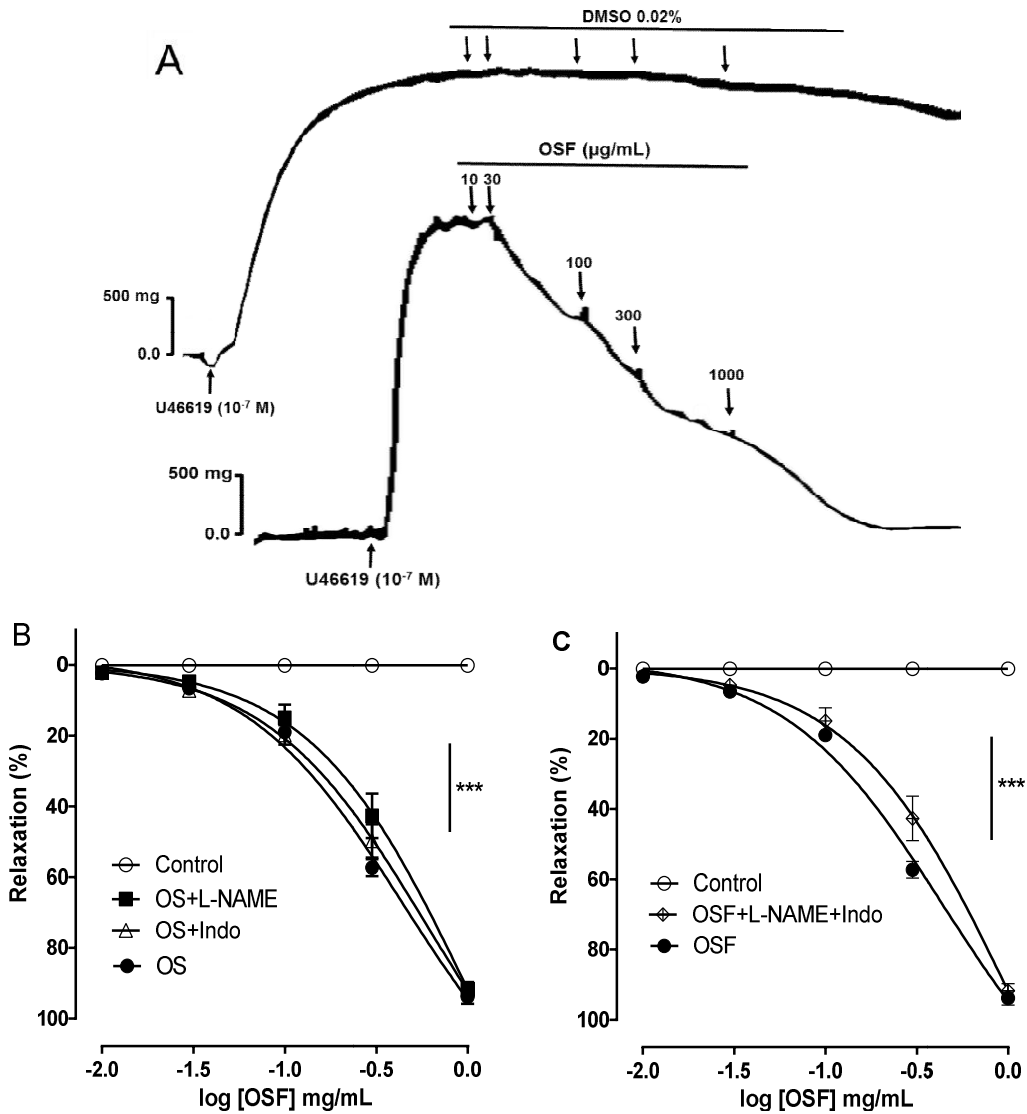 DMSO 0.02%
A
OSF (µg/mL)
10 30
100
500 mg
300
0.0
1000
U46619 (10⁻⁷ M)
500 mg
0.0
U46619 (10⁻⁷ M)
B
0
20
40
60
80
100
Relaxation (%)
***
Control
OS+L-NAME
OS+Indo
OS
-2.0 -1.5 -1.0 -0.5 0.0
log [OSF] mg/mL
C
0
20
40
60
80
100
Relaxation (%)
***
Control
OSF+L-NAME+Indo
OSF
-2.0 -1.5 -1.0 -0.5 0.0
log [OSF] mg/mL